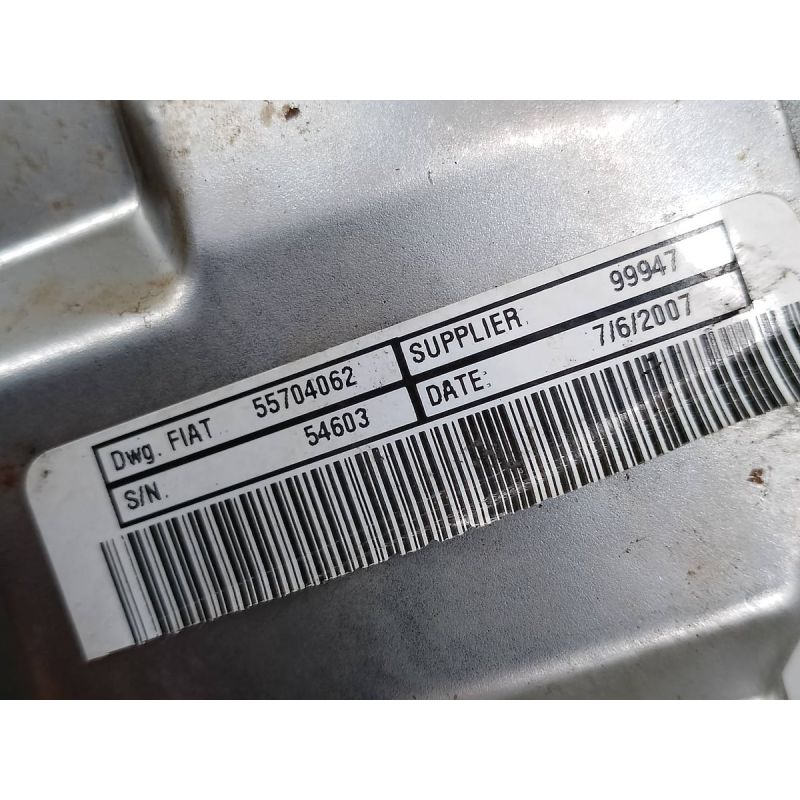 Dwg. FIAT 55704062 SUPPLIER 99947
S/N. 54603 DATE: 7/6/2007